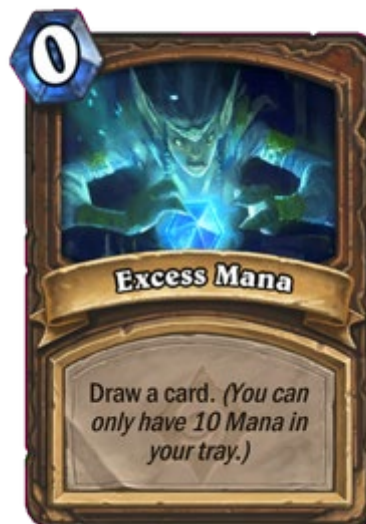 0
Excess Mana
Draw a card. (You can
only have 10 Mana in
your tray.)